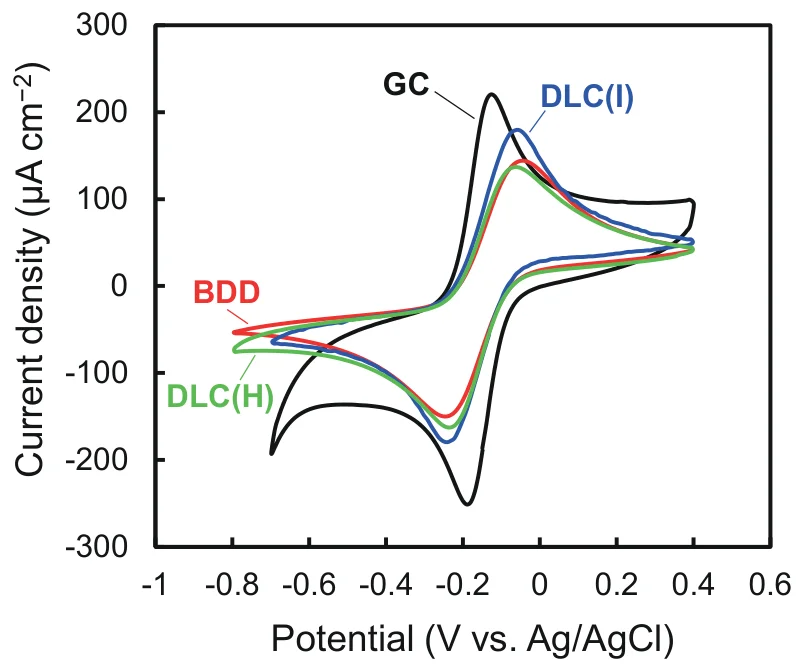 300
200
100
0
-100
-200
-300
Current density (μA cm⁻²)
GC
DLC(I)
BDD
DLC(H)
-1 -0.8 -0.6 -0.4 -0.2 0 0.2 0.4 0.6
Potential (V vs. Ag/AgCl)